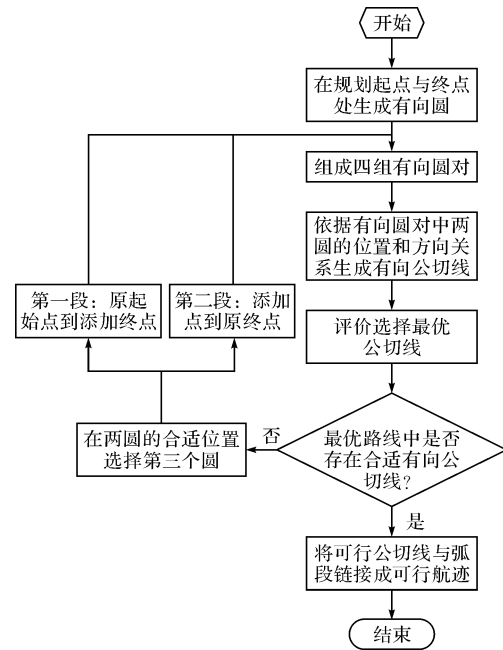 开始
在规划起点与终点
处生成有向圆
组成四组有向圆对
依据有向圆对中两
圆的位置和方向关
系生成有向公切线
第一段：原起
始点到添加终点
第二段：添加
点到原终点
评价选择最优
公切线
在两圆的合适位置
选择第三个圆
否
最优路线中是否
存在合适有向公
切线？
是
将可行公切线与弧
段链接成可行航迹
结束